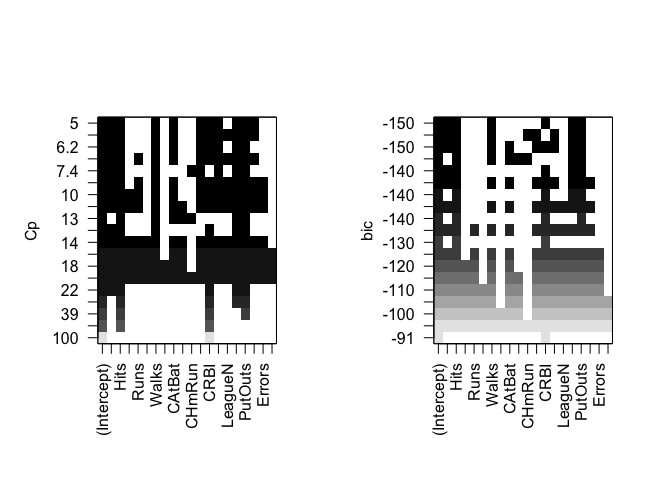 Cp
5
6.2
7.4
10
13
14
18
22
39
100
(Intercept)
Hits
Runs
Walks
CAtBat
CHmRun
CRBI
LeagueN
PutOuts
Errors
bic
-150
-150
-140
-140
-140
-130
-120
-110
-100
-91
(Intercept)
Hits
Runs
Walks
CAtBat
CHmRun
CRBI
LeagueN
PutOuts
Errors